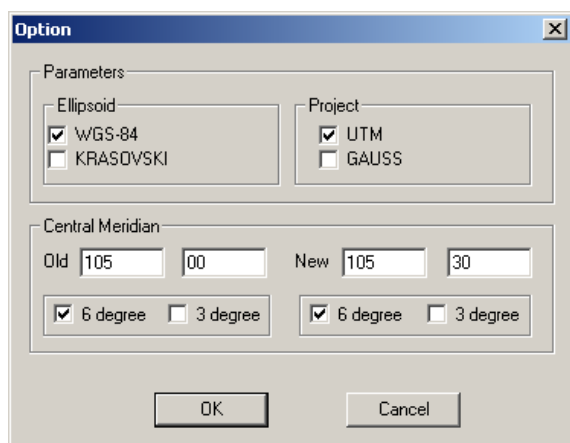 Option
Parameters
Ellipsoid
WGS-84
KRASOVSKI
Project
UTM
GAUSS
Central Meridian
Old 105 00 New 105 30
6 degree 3 degree 6 degree 3 degree
OK Cancel